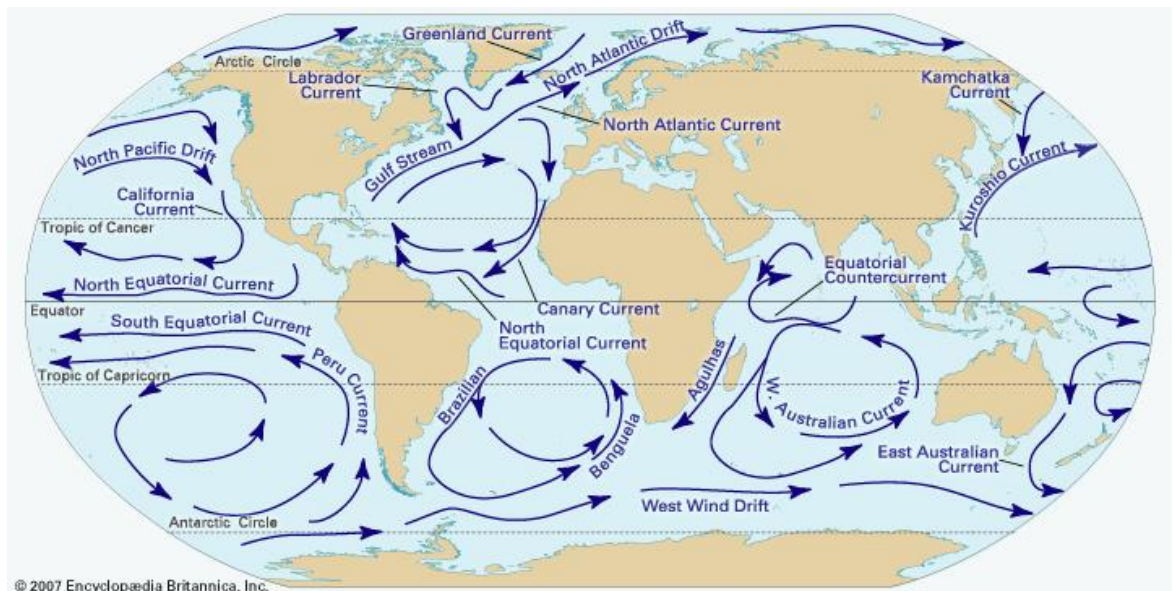 Greenland Current
North Atlantic Drift
Arctic Circle
Labrador
Current
Kamchatka
Current
North Atlantic Current
North Pacific Drift
Gulf Stream
Kuroshio Current
California
Current
Tropic of Cancer
Equatorial
Countercurrent
North Equatorial Current
Equator
Canary Current
South Equatorial Current
North
Equatorial Current
Tropic of Capricorn
Peru Current
Brazilian
Agulhas
W. Australian Current
Benguela
East Australian
Current
West Wind Drift
Antarctic Circle
© 2007 Encyclopædia Britannica, Inc.